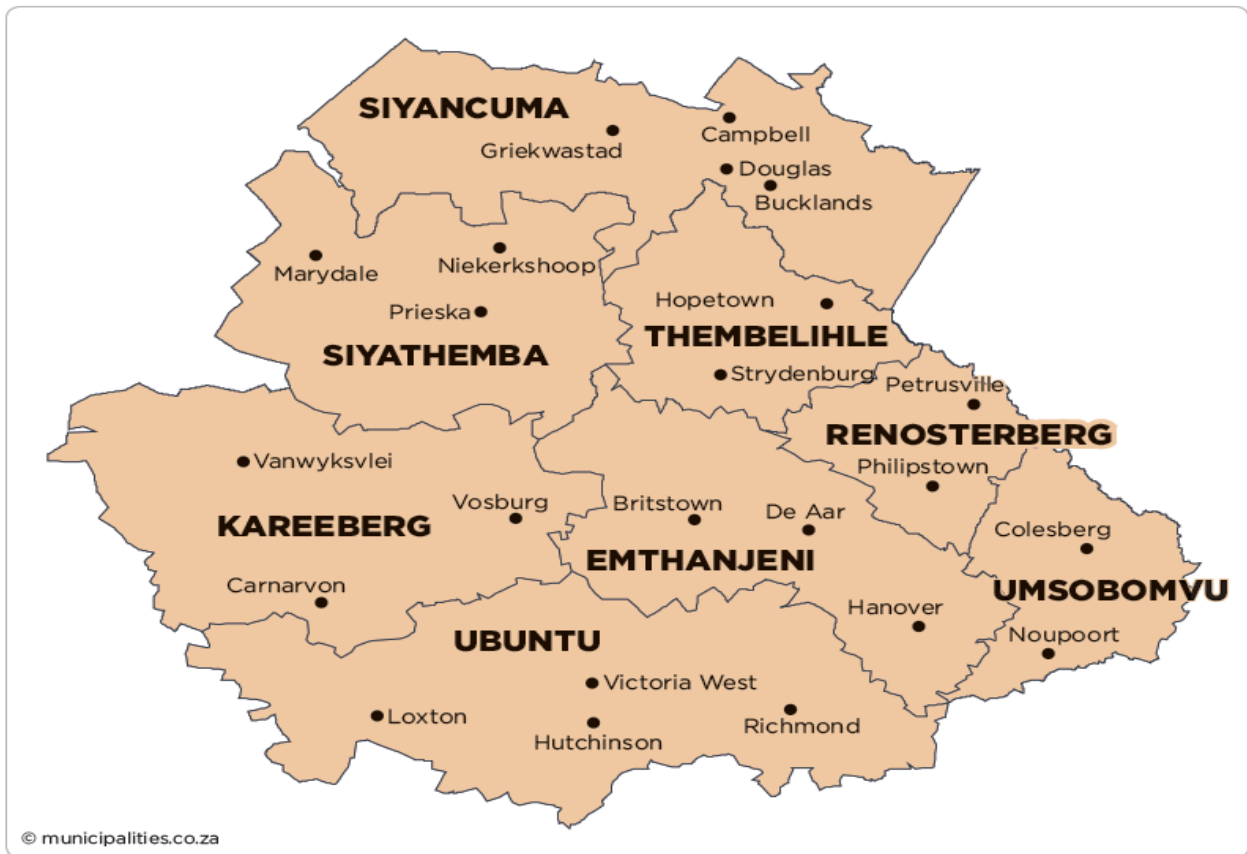 SIYANCUMA
Campbell
Griekwastad
Douglas
Bucklands
Marydale
Niekerkshoop
Hopetown
Prieska
THEMBELIHLE
SIYATHEMBA
Strydenburg
Petrusville
RENOSTERBERG
Vanwyksvlei
Philipstown
Vosburg
Britstown
De Aar
KAREEBERG
Colesberg
EMTHANJENI
Carnarvon
UMSOBOMVU
Hanover
UBUNTU
Noupoort
Victoria West
Loxton
Richmond
Hutchinson
© municipalities.co.za